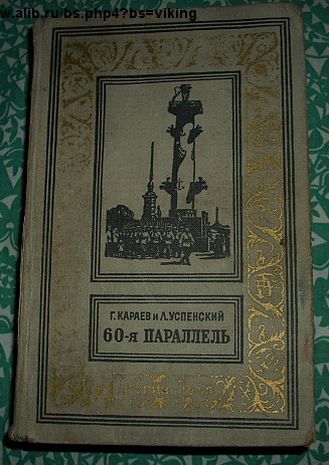 w.alib.ru/bs.php4?bs=viking
Г. КАРАЕВ и Л. УСПЕНСКИЙ
60-я ПАРАЛЛЕЛЬ